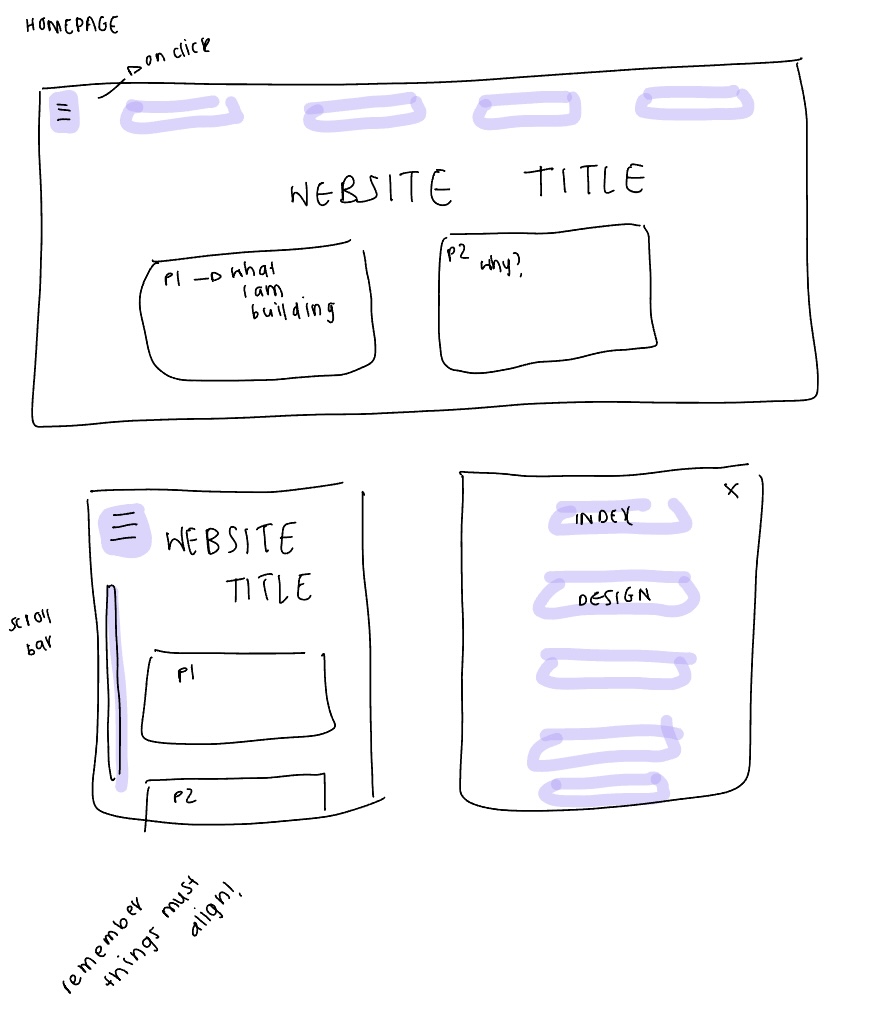 HOMEPAGE
on click
WEBSITE TITLE
P1 what
i am
building
P2
why?
WEBSITE
TITLE
scroll
bar
P1
P2
X
INDEX
DESIGN
remember
things must
align!